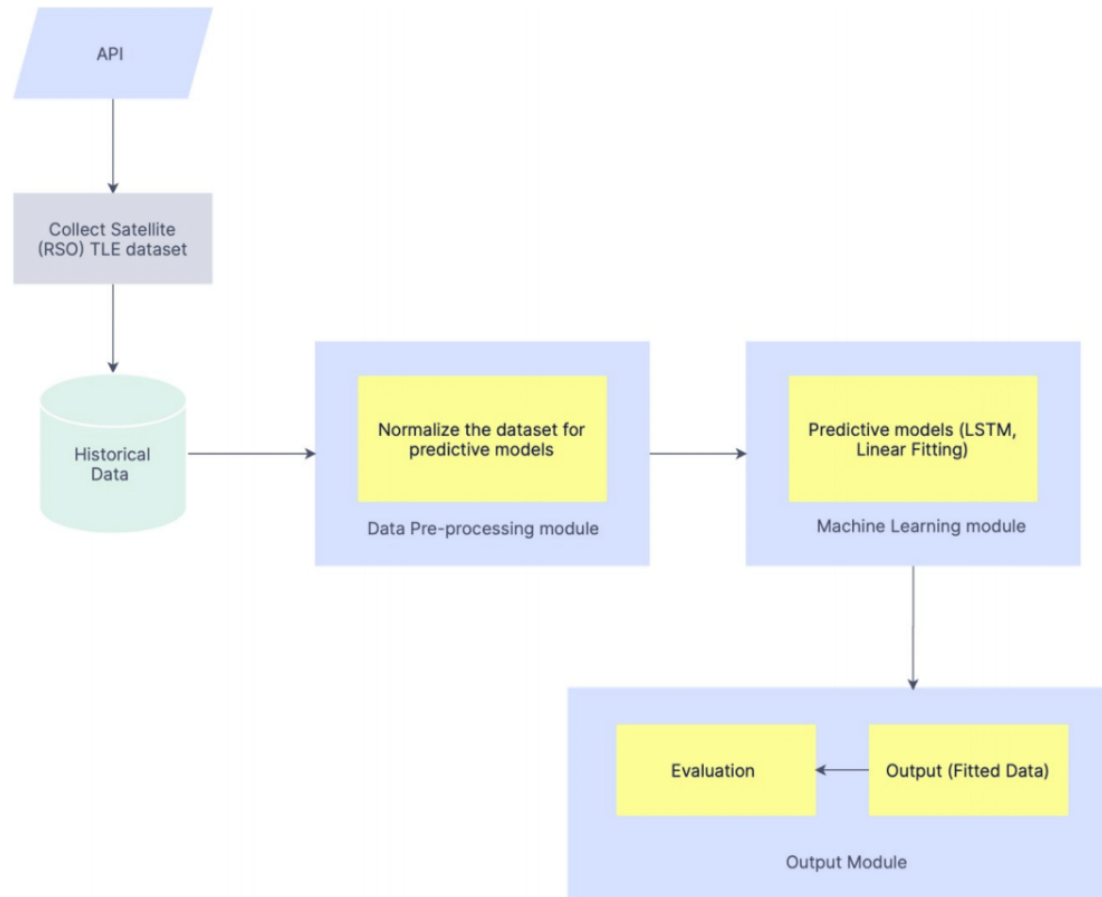 API
Collect Satellite
(RSO) TLE dataset
Historical
Data
Normalize the dataset for
predictive models
Data Pre-processing module
Predictive models (LSTM,
Linear Fitting)
Machine Learning module
Evaluation
Output (Fitted Data)
Output Module